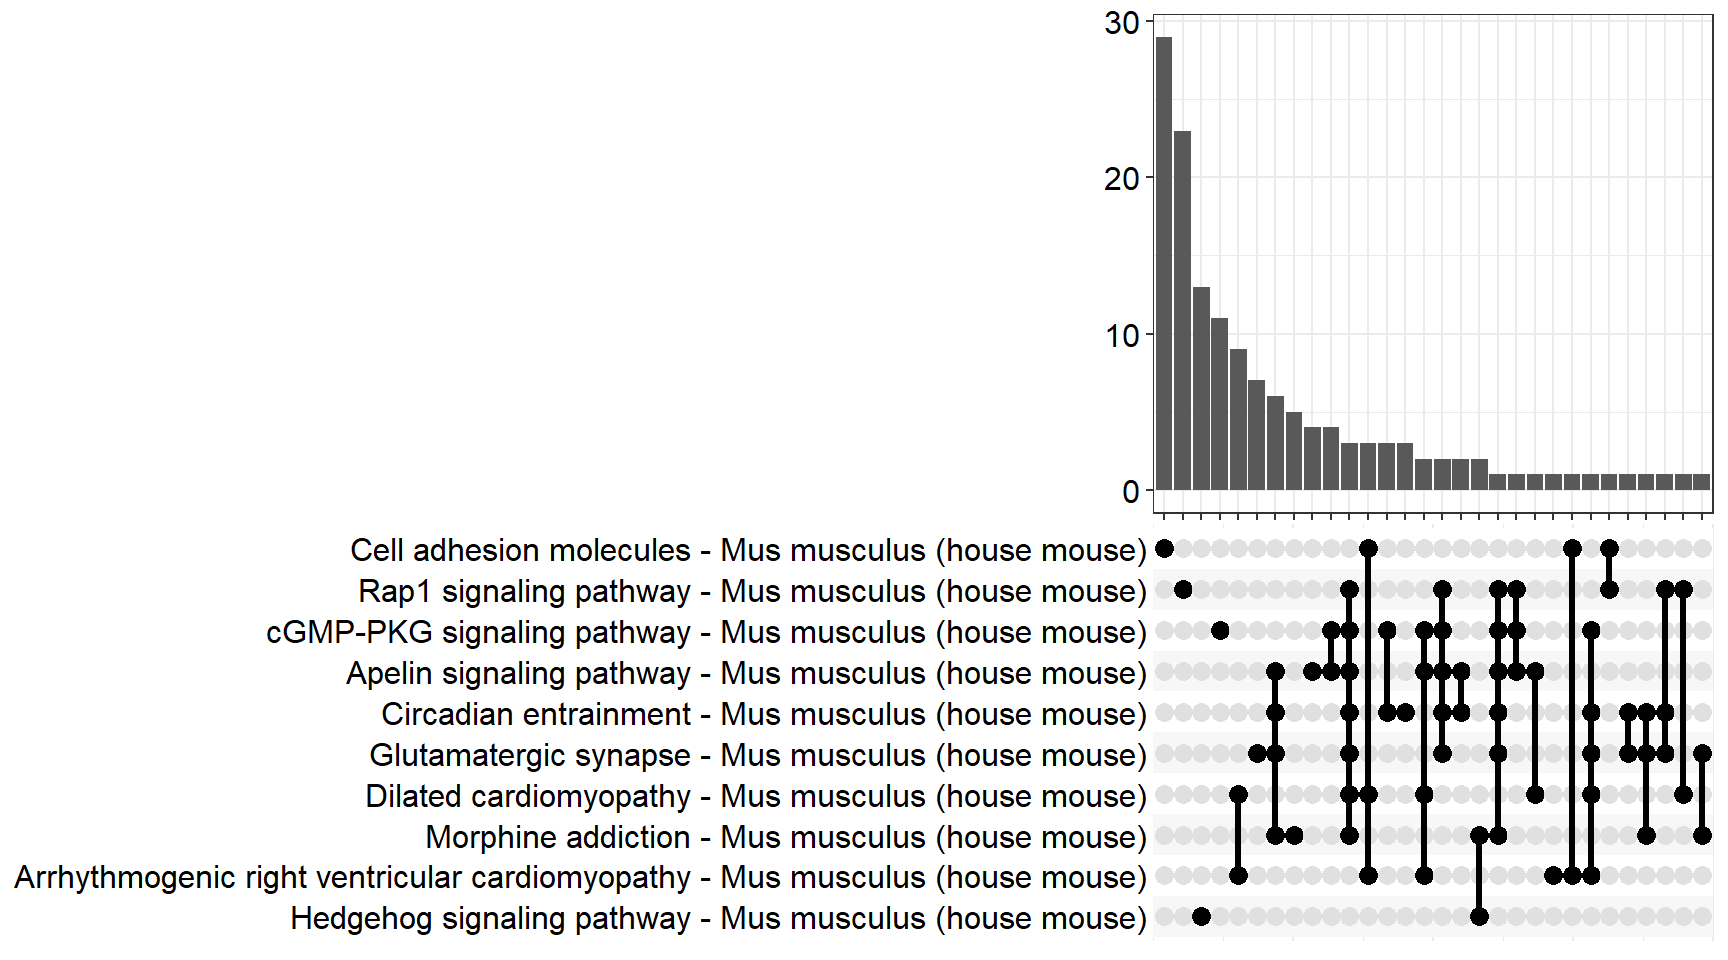 30
20
10
0
Cell adhesion molecules - Mus musculus (house mouse)
Rap1 signaling pathway - Mus musculus (house mouse)
cGMP-PKG signaling pathway - Mus musculus (house mouse)
Apelin signaling pathway - Mus musculus (house mouse)
Circadian entrainment - Mus musculus (house mouse)
Glutamatergic synapse - Mus musculus (house mouse)
Dilated cardiomyopathy - Mus musculus (house mouse)
Morphine addiction - Mus musculus (house mouse)
Arrhythmogenic right ventricular cardiomyopathy - Mus musculus (house mouse)
Hedgehog signaling pathway - Mus musculus (house mouse)